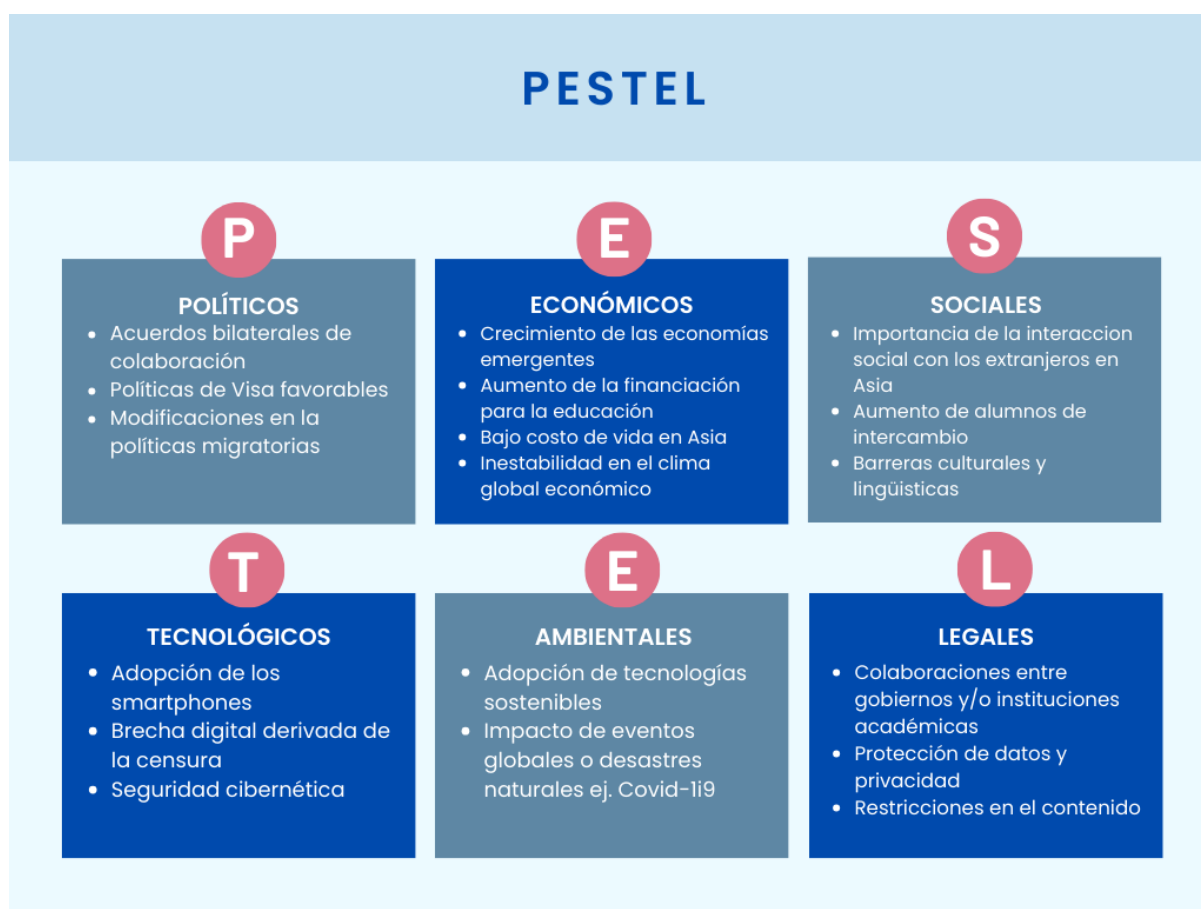 PESTEL
P
POLÍTICOS
• Acuerdos bilaterales de
colaboración
• Políticas de Visa favorables
• Modificaciones en la
políticas migratorias
E
ECONÓMICOS
• Crecimiento de las economías
emergentes
• Aumento de la financiación
para la educación
• Bajo costo de vida en Asia
• Inestabilidad en el clima
global económico
S
SOCIALES
• Importancia de la interaccion
social con los extranjeros en
Asia
• Aumento de alumnos de
intercambio
• Barreras culturales y
lingüisticas
T
TECNOLÓGICOS
• Adopción de los
smartphones
• Brecha digital derivada de
la censura
• Seguridad cibernética
E
AMBIENTALES
• Adopción de tecnologías
sostenibles
• Impacto de eventos
globales o desastres
naturales ej. Covid-1i9
L
LEGALES
• Colaboraciones entre
gobiernos y/o instituciones
académicas
• Protección de datos y
privacidad
• Restricciones en el contenido